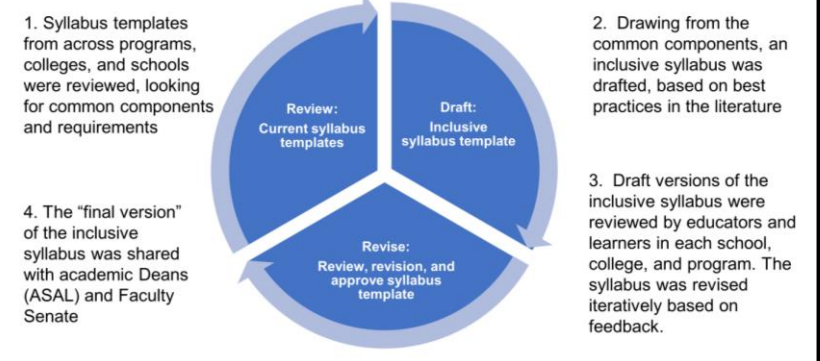 1. Syllabus templates
from across programs,
colleges, and schools
were reviewed, looking
for common components
and requirements
Review:
Current syllabus
templates
Draft:
Inclusive
syllabus template
2. Drawing from the
common components, an
inclusive syllabus was
drafted, based on best
practices in the literature
3. Draft versions of the
inclusive syllabus were
reviewed by educators and
learners in each school,
college, and program. The
syllabus was revised
iteratively based on
feedback.
Revise:
Review, revision, and
approve syllabus
template
4. The “final version”
of the inclusive
syllabus was shared
with academic Deans
(ASAL) and Faculty
Senate